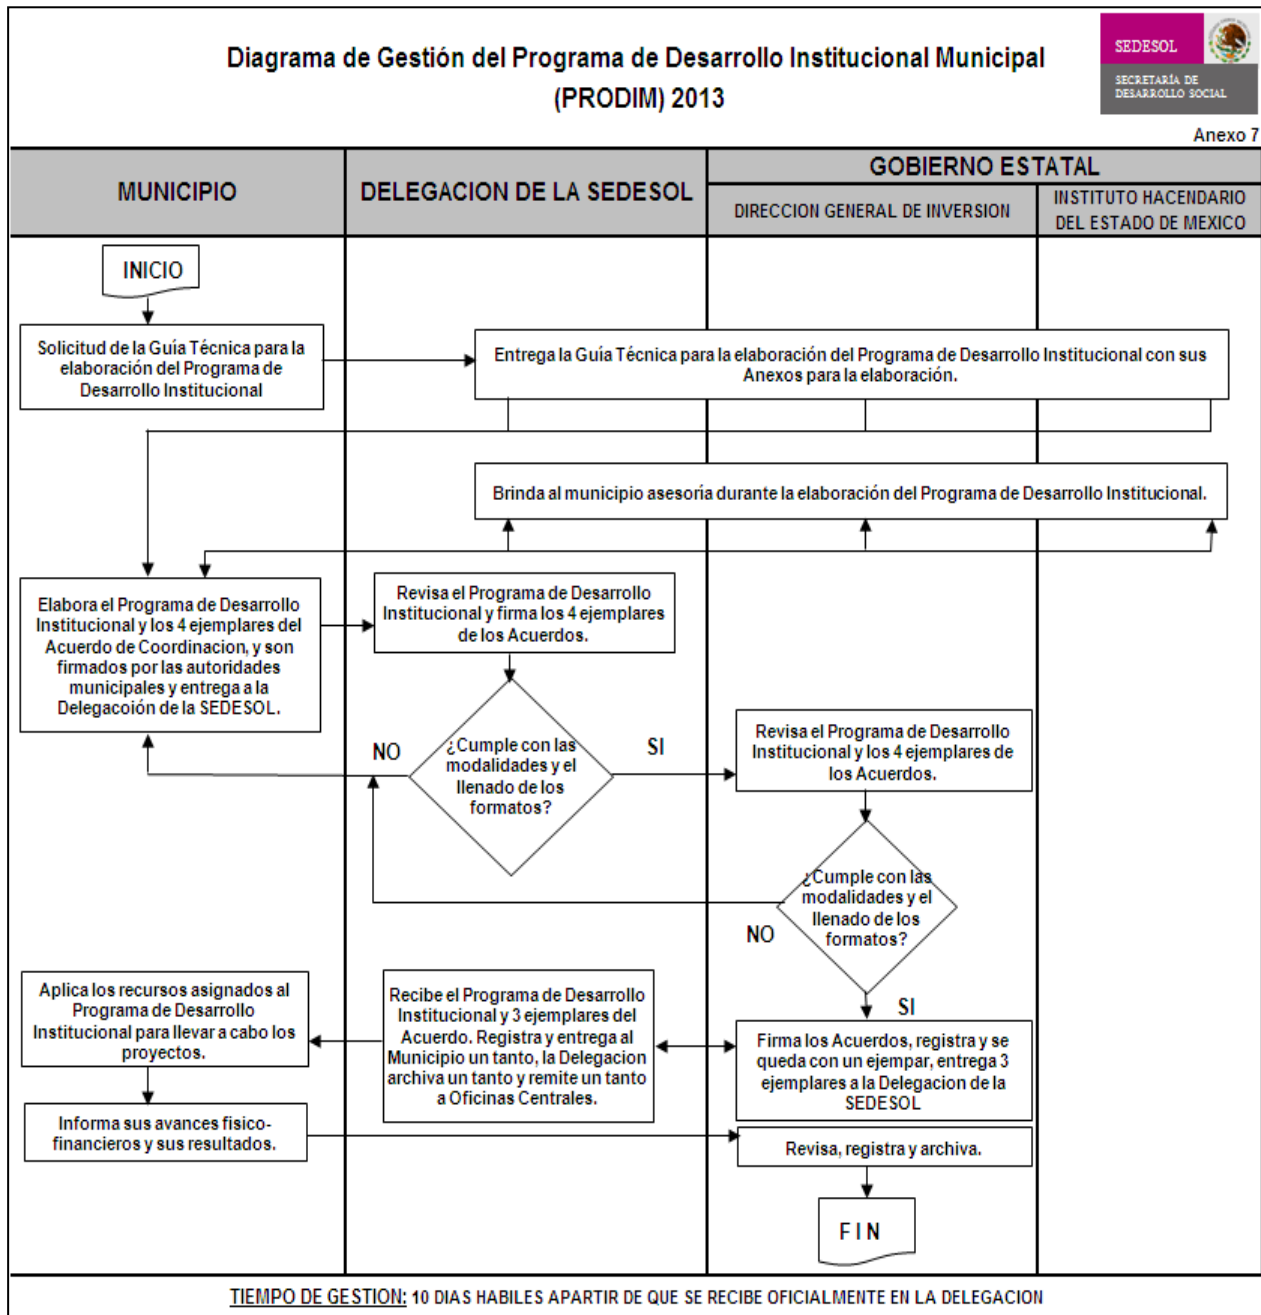 Diagrama de Gestión del Programa de Desarrollo Institucional Municipal
(PRODIM) 2013
SEDESOL
SECRETARÍA DE
DESARROLLO SOCIAL
Anexo 7
MUNICIPIO
DELEGACION DE LA SEDESOL
GOBIERNO ESTATAL
DIRECCION GENERAL DE INVERSION
INSTITUTO HACENDARIO
DEL ESTADO DE MEXICO
INICIO
Solicitud de la Guía Técnica para la
elaboración del Programa de
Desarrollo Institucional
Entrega la Guía Técnica para la elaboración del Programa de Desarrollo Institucional con sus
Anexos para la elaboración.
Brinda al municipio asesoría durante la elaboración del Programa de Desarrollo Institucional.
Elabora el Programa de Desarrollo
Institucional y los 4 ejemplares del
Acuerdo de Coordinacion, y son
firmados por las autoridades
municipales y entrega a la
Delegacoión de la SEDESOL.
Revisa el Programa de Desarrollo
Institucional y firma los 4 ejemplares
de los Acuerdos.
¿Cumple con las
modalidades y el
llenado de los
formatos?
NO
SI
Revisa el Programa de Desarrollo
Institucional y los 4 ejemplares de
los Acuerdos.
¿Cumple con las
modalidades y el
llenado de los
formatos?
NO
SI
Aplica los recursos asignados al
Programa de Desarrollo
Institucional para llevar a cabo los
proyectos.
Recibe el Programa de Desarrollo
Institucional y 3 ejemplares del
Acuerdo. Registra y entrega al
Municipio un tanto, la Delegacion
archiva un tanto y remite un tanto
a Oficinas Centrales.
Firma los Acuerdos, registra y se
queda con un ejempar, entrega 3
ejemplares a la Delegacion de la
SEDESOL
Informa sus avances fisico-
financieros y sus resultados.
Revisa, registra y archiva.
F I N
TIEMPO DE GESTION: 10 DIAS HABILES APARTIR DE QUE SE RECIBE OFICIALMENTE EN LA DELEGACION